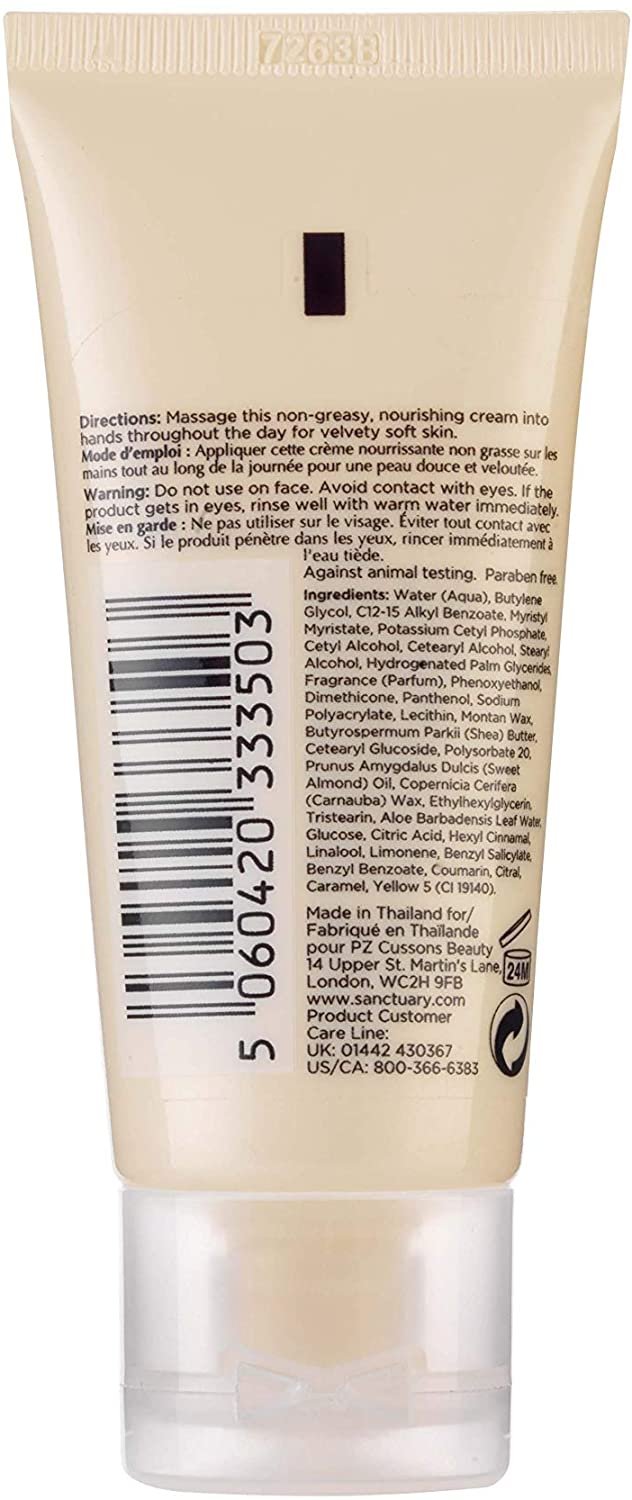 72638
Directions: Massage this non-greasy, nourishing cream into
hands throughout the day for velvety soft skin.
Mode d'emploi : Appliquer cette crème nourrissante non grasse sur les
mains tout au long de la journée pour une peau douce et veloutée.
Warning: Do not use on face. Avoid contact with eyes. If the
product gets in eyes, rinse well with warm water immediately.
Mise en garde : Ne pas utiliser sur le visage. Éviter tout contact avec
les yeux. Si le produit pénètre dans les yeux, rincer immédiatement à
l'eau tiède.
Against animal testing. Paraben free.
Ingredients: Water (Aqua), Butylene
Glycol, C12-15 Alkyl Benzoate, Myristyl
Myristate, Potassium Cetyl Phosphate,
Cetyl Alcohol, Cetearyl Alcohol, Stearyl
Alcohol, Hydrogenated Palm Glycerides,
Fragrance (Parfum), Phenoxyethanol,
Dimethicone, Panthenol, Sodium
Polyacrylate, Lecithin, Montan Wax,
Butyrospermum Parkii (Shea) Butter,
Cetearyl Glucoside, Polysorbate 20,
Prunus Amygdalus Dulcis (Sweet
Almond) Oil, Copernicia Cerifera
(Carnauba) Wax, Ethylhexylglycerin,
Tristearin, Aloe Barbadensis Leaf Water,
Glucose, Citric Acid, Hexyl Cinnamal,
Linalool, Limonene, Benzyl Salicylate,
Benzyl Benzoate, Coumarin, Citral,
Caramel, Yellow 5 (CI 19140).
Made in Thailand for/
Fabriqué en Thaïlande
pour PZ Cussons Beauty
14 Upper St. Martin's Lane,
London, WC2H 9FB
www.sanctuary.com
Product Customer
Care Line:
UK: 01442 430367
US/CA: 800-366-6383
24M
5 060420 333503